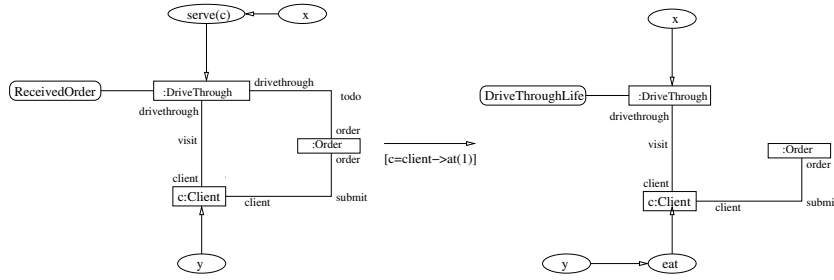 serve(c)
x
ReceivedOrder
:DriveThrough
drivethrough
todo
drivethrough
visit
order
:Order
order
client
c:Client
client
submit
y
[c=client->at(1)]
x
DriveThroughLife
:DriveThrough
drivethrough
visit
:Order
order
client
c:Client
client
submi
y
eat